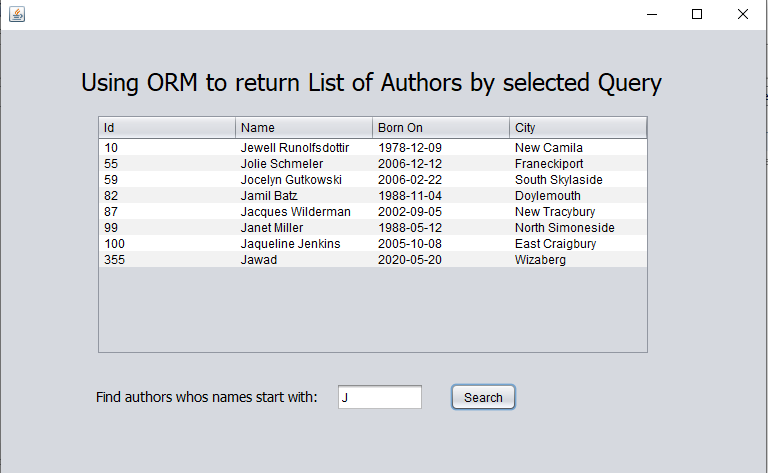 Using ORM to return List of Authors by selected Query
Id Name Born On City
10 Jewell Runolfsdottir 1978-12-09 New Camila
55 Jolie Schmeler 2006-12-12 Franeckiport
59 Jocelyn Gutkowski 2006-02-22 South Skylaside
82 Jamil Batz 1988-11-04 Doylemouth
87 Jacques Wilderman 2002-09-05 New Tracybury
99 Janet Miller 1988-05-12 North Simoneside
100 Jaqueline Jenkins 2005-10-08 East Craigbury
355 Jawad 2020-05-20 Wizaberg
Find authors whos names start with: J Search